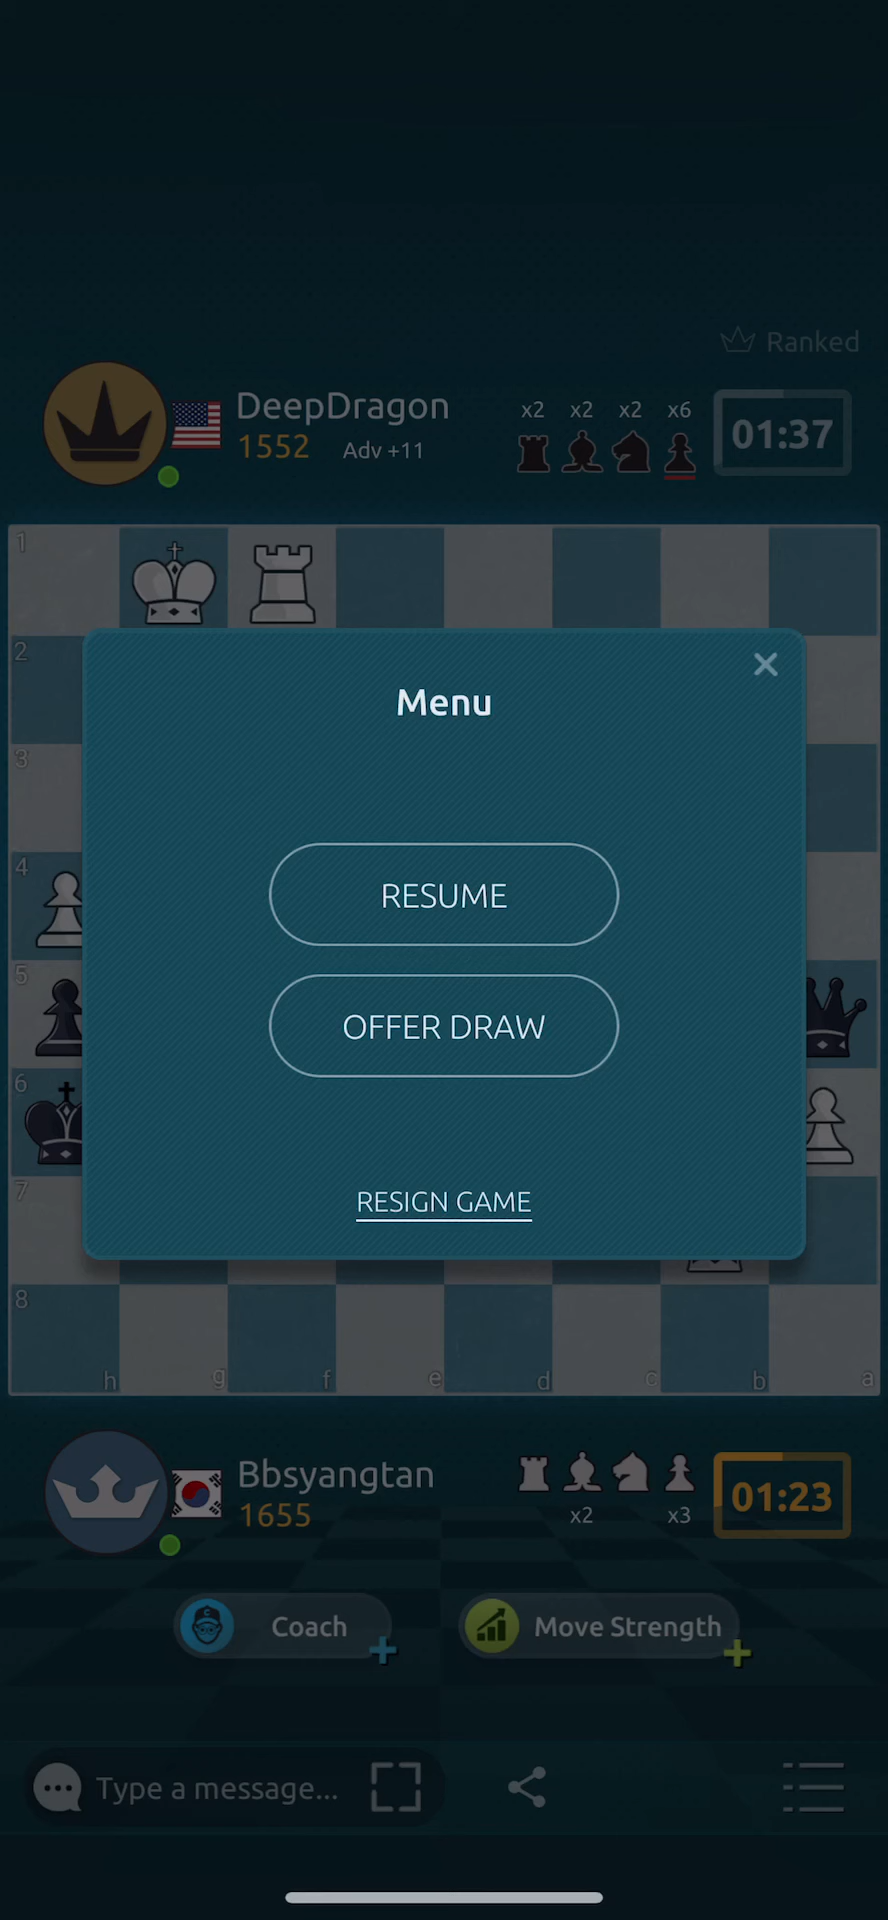 Ranked
DeepDragon
1552 Adv +11
x2 x2 x2 x6
01:37
1
2
3
4
5
6
7
8
Menu
RESUME
OFFER DRAW
RESIGN GAME
h g f e d c b a
Bbsyangtan
1655
x2 x3
01:23
Coach
Move Strength
Type a message...